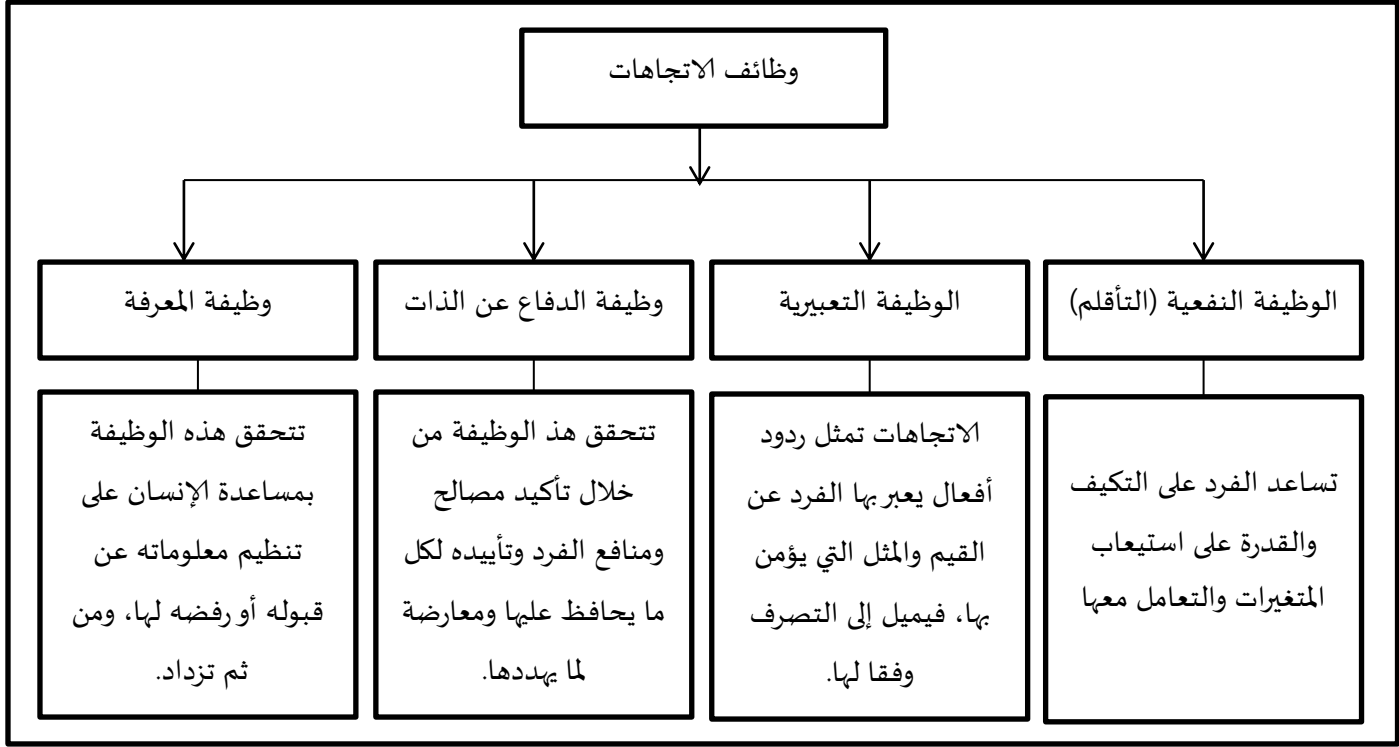 وظائف الاتجاهات
الوظيفة النفعية (التأقلم)
تساعد الفرد على التكيف
والقدرة على استيعاب
المتغيرات والتعامل معها
الوظيفة التعبيرية
الاتجاهات تمثل ردود
أفعال يعبر بها الفرد عن
القيم والمثل التي يؤمن
بها، فيميل إلى التصرف
وفقا لها.
وظيفة الدفاع عن الذات
تتحقق هذ الوظيفة من
خلال تأكيد مصالح
ومنافع الفرد وتأييده لكل
ما يحافظ عليها ومعارضة
لما يهددها.
وظيفة المعرفة
تتحقق هذه الوظيفة
بمساعدة الإنسان على
تنظيم معلوماته عن
قبوله أو رفضه لها، ومن
ثم تزداد.